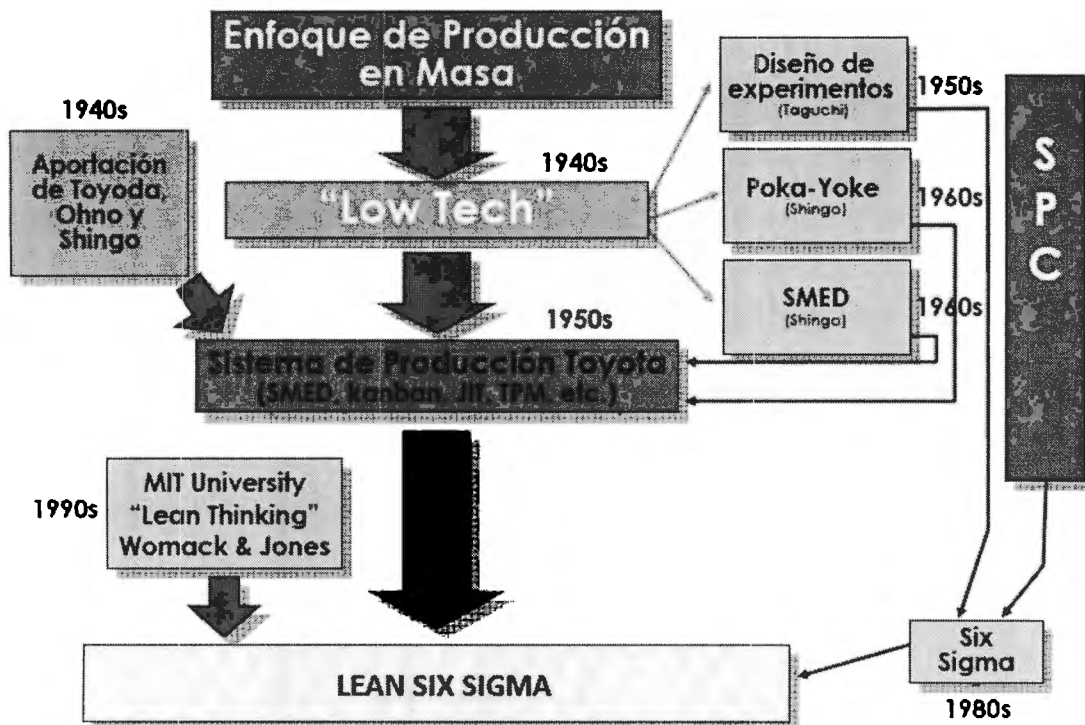 Enfoque de Producción
en Masa
1940s
Aportación
de Toyoda,
Ohno y
Shingo
1940s
"Low Tech"
Diseño de
experimentos
(Taguchi)
1950s
Poka-Yoke
(Shingo)
1960s
SMED
(Shingo)
1960s
S
P
C
1950s
Sistema de Producción Toyota
(SMED, kanban, JIT, TPM, etc.)
1990s
MIT University
"Lean Thinking"
Womack & Jones
LEAN SIX SIGMA
Six
Sigma
1980s